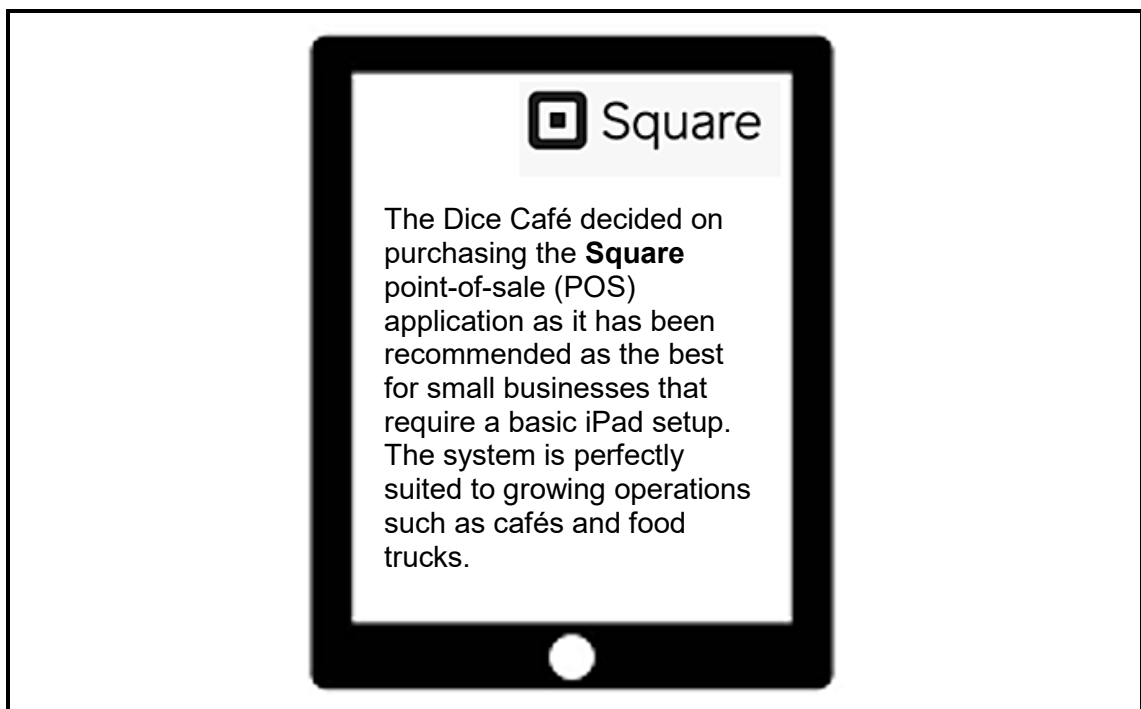 Square
The Dice Café decided on
purchasing the Square
point-of-sale (POS)
application as it has been
recommended as the best
for small businesses that
require a basic iPad setup.
The system is perfectly
suited to growing operations
such as cafés and food
trucks.